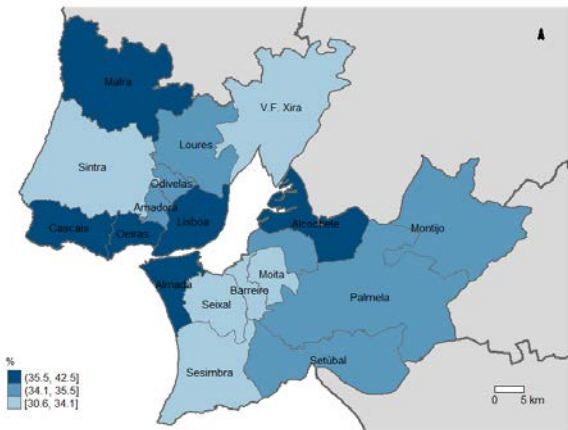 Mafra
V.F. Xira
Loures
Sintra
Odivelas
Amadora
Lisboa
Cascais
Oeiras
Alcochete
Montijo
Almada
Moita
Barreiro
Seixal
Palmela
Sesimbra
Setúbal
%
(35.5, 42.5]
(34.1, 35.5]
[30.6, 34.1]
0 5 km